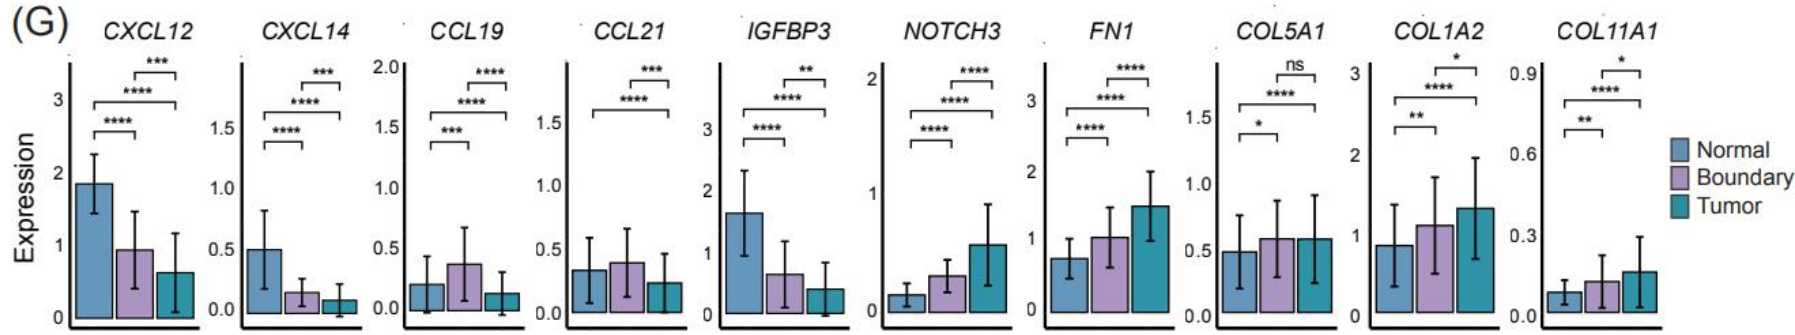 (G)
CXCL12 CXCL14 CCL19 CCL21 IGFBP3 NOTCH3 FN1 COL5A1 COL1A2 COL11A1
Expression
3
2
1
0
*** **** ****
1.5
1.0
0.5
0.0
*** **** ****
2.0
1.5
1.0
0.5
0.0
**** **** ***
1.5
1.0
0.5
0.0
*** ****
3
2
1
0
** **** ****
2
1
0
**** **** ****
3
2
1
0
**** **** ****
1.5
1.0
0.5
0.0
ns **** *
3
2
1
0
* **** **
0.9
0.6
0.3
0.0
* **** **
Normal
Boundary
Tumor